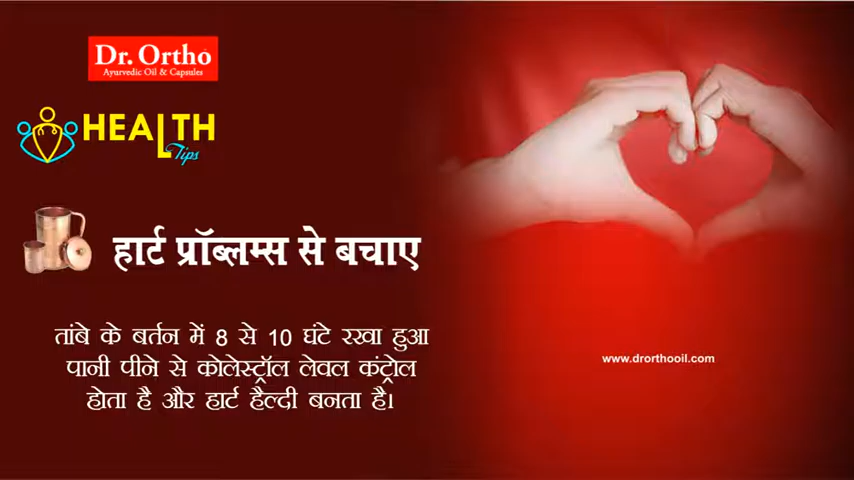 Dr. Ortho
Ayurvedic Oil & Capsules
HEALTH
Tips
हार्ट प्रॉब्लम्स से बचाए
तांबे के बर्तन में 8 से 10 घंटे रखा हुआ
पानी पीने से कोलेस्ट्रॉल लेवल कंट्रोल
होता है और हार्ट हैल्दी बनता है।
www.drorthooil.com